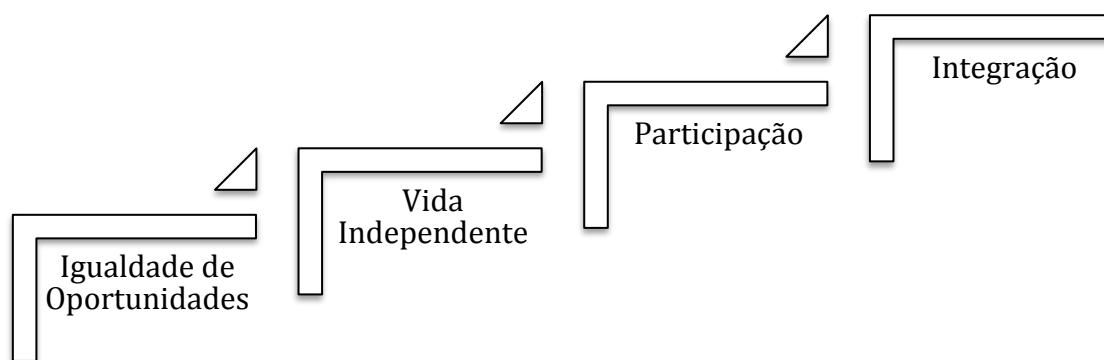 Igualdade de
Oportunidades
Vida
Independente
Participação
Integração